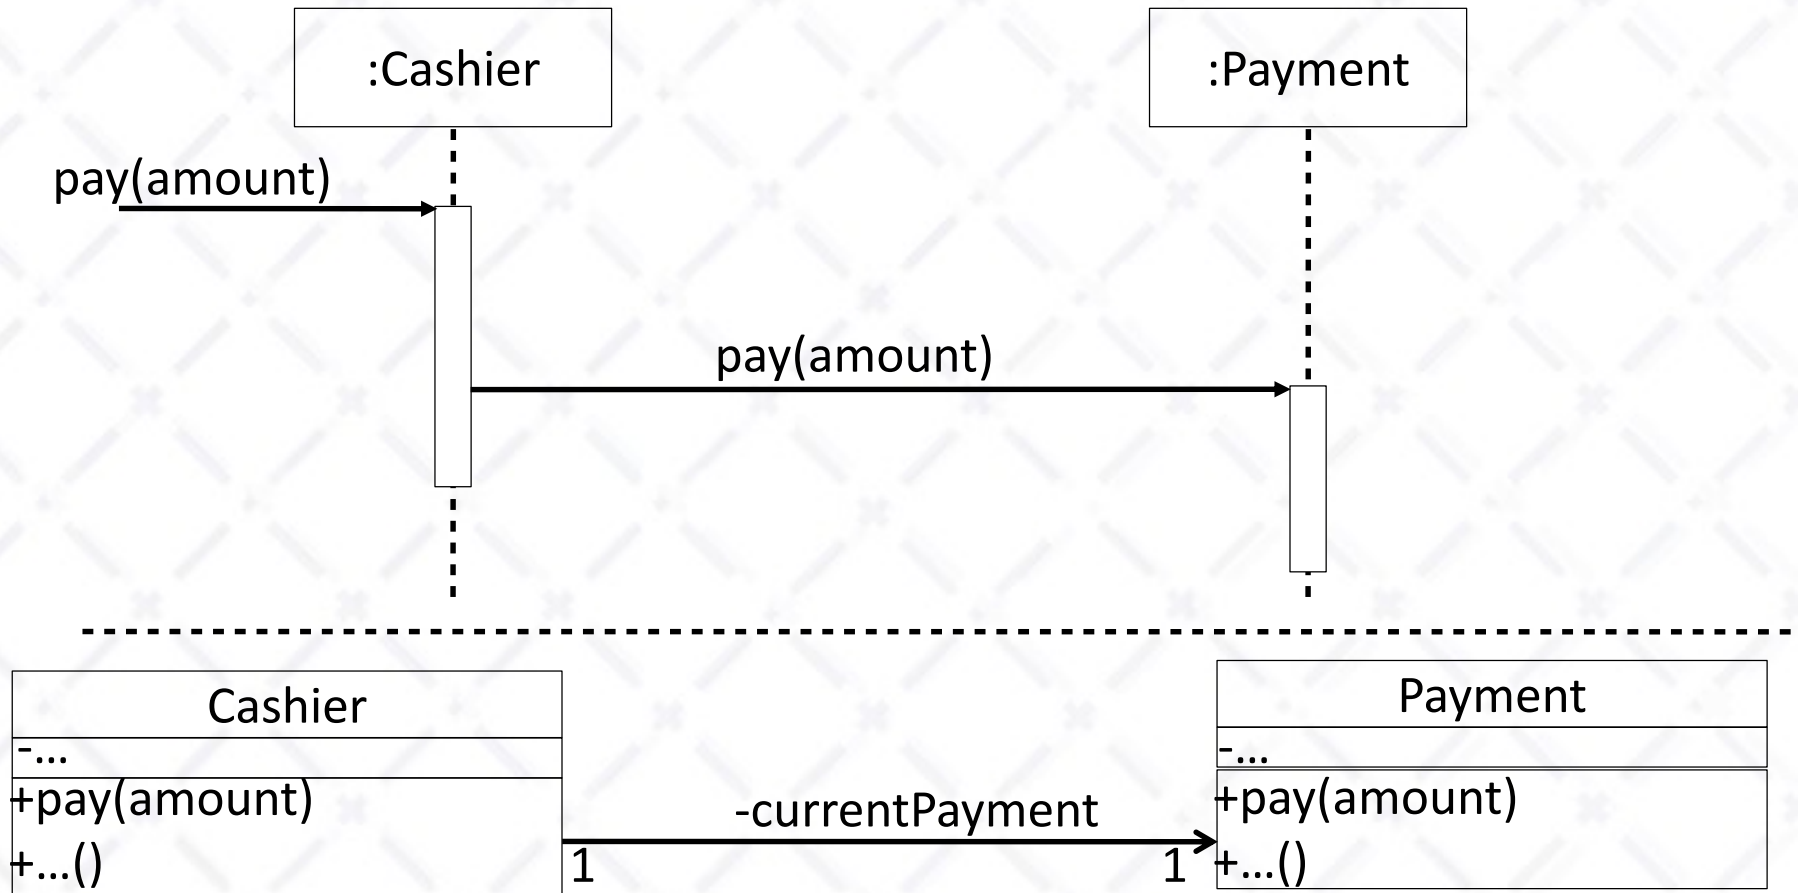 :Cashier
:Payment
pay(amount)
pay(amount)
Cashier
-...
+pay(amount)
+...()
-currentPayment
1
1
Payment
-...
+pay(amount)
+...()